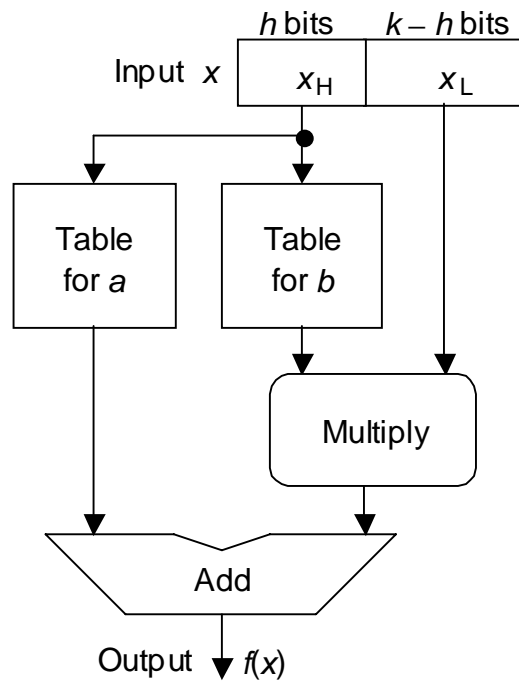 h bits k – h bits
Input x x_H x_L
Table for a
Table for b
Multiply
Add
Output f(x)